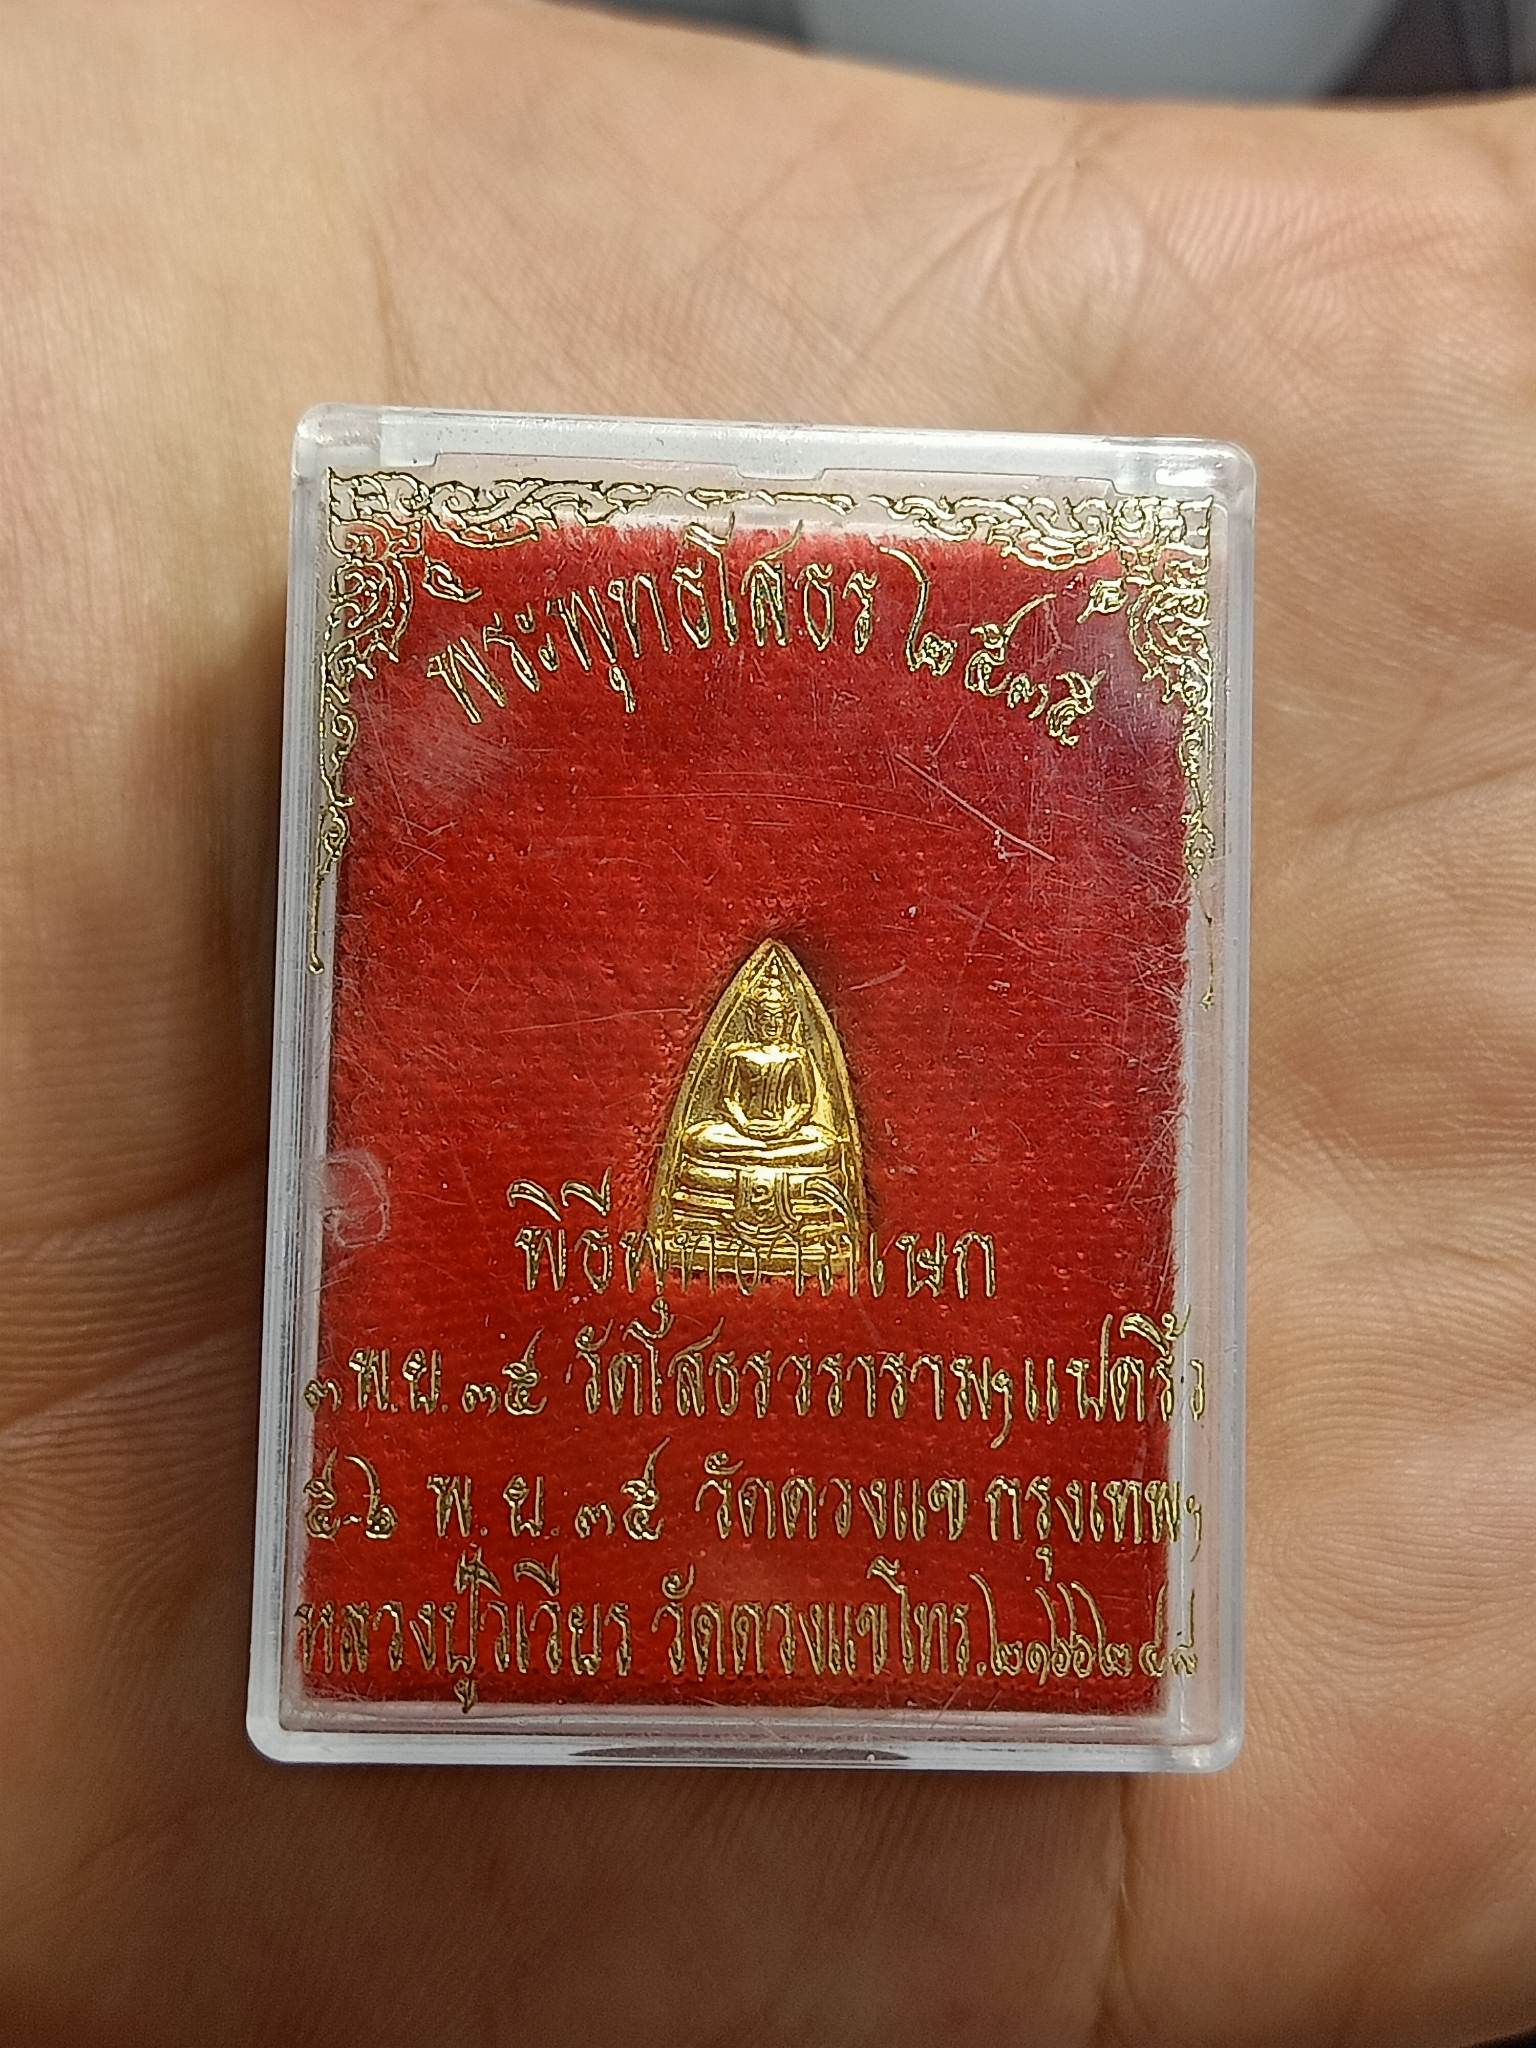 พระพุทธโสธร ๒๕๓๕
พิธีพุทธาภิเษก
๓ พ.ย. ๓๕ วัดโสธรวรารามฯ แปดริ้ว
๕-๖ พ.ย. ๓๕ วัดดวงแข กรุงเทพฯ
หลวงปู่วิเวียร วัดดวงแข โทร. ๒๑๖๖๒๔๘